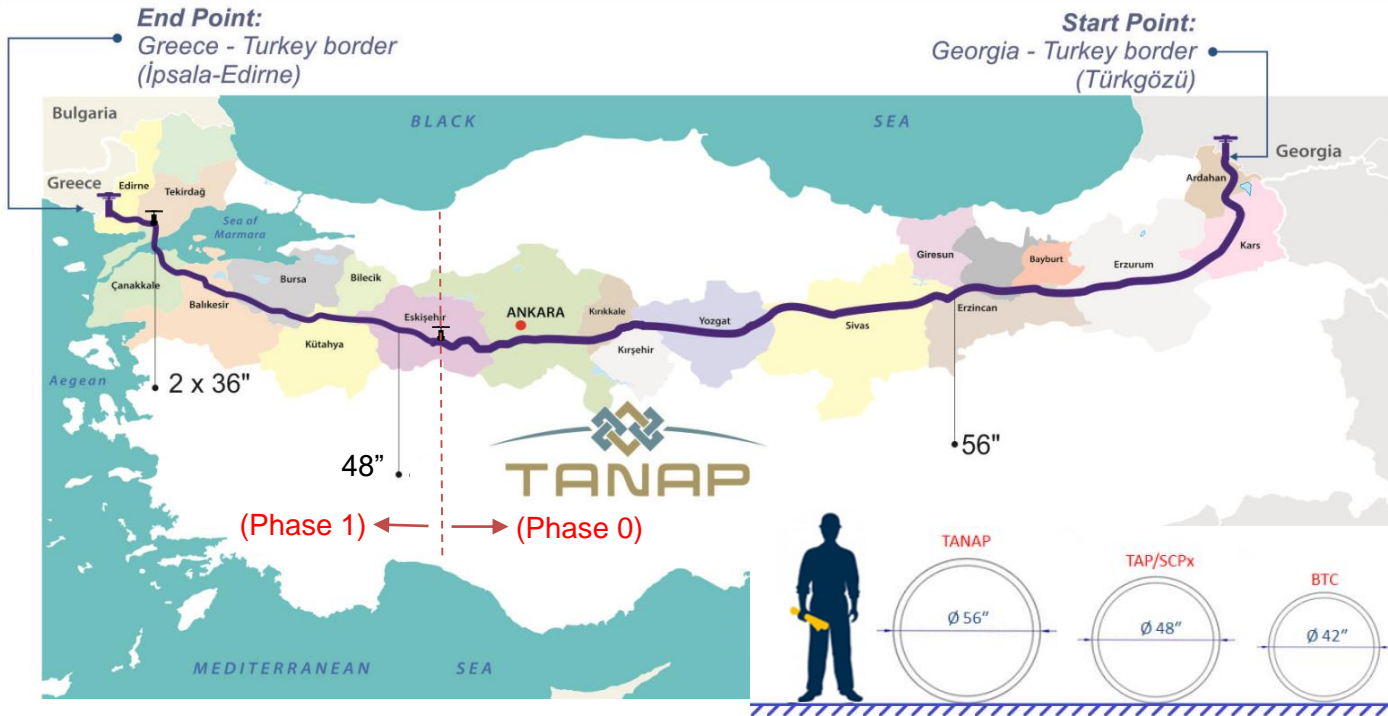 End Point:
Greece - Turkey border
(İpsala-Edirne)
Start Point:
Georgia - Turkey border
(Türkgözü)
Bulgaria
BLACK
SEA
Georgia
Greece
Edirne
Tekirdağ
Ardahan
Sea of
Marmara
Kars
Giresun
Bayburt
Erzurum
Çanakkale
Bursa
Bilecik
Balıkesir
Eskişehir
ANKARA
Kırıkkale
Yozgat
Sivas
Erzincan
Kütahya
Kırşehir
Aegean
2 x 36"
48”
56"
TANAP
(Phase 1)
(Phase 0)
TANAP
TAP/SCPx
BTC
Ø 56”
Ø 48”
Ø 42”
MEDITERRANEAN
SEA